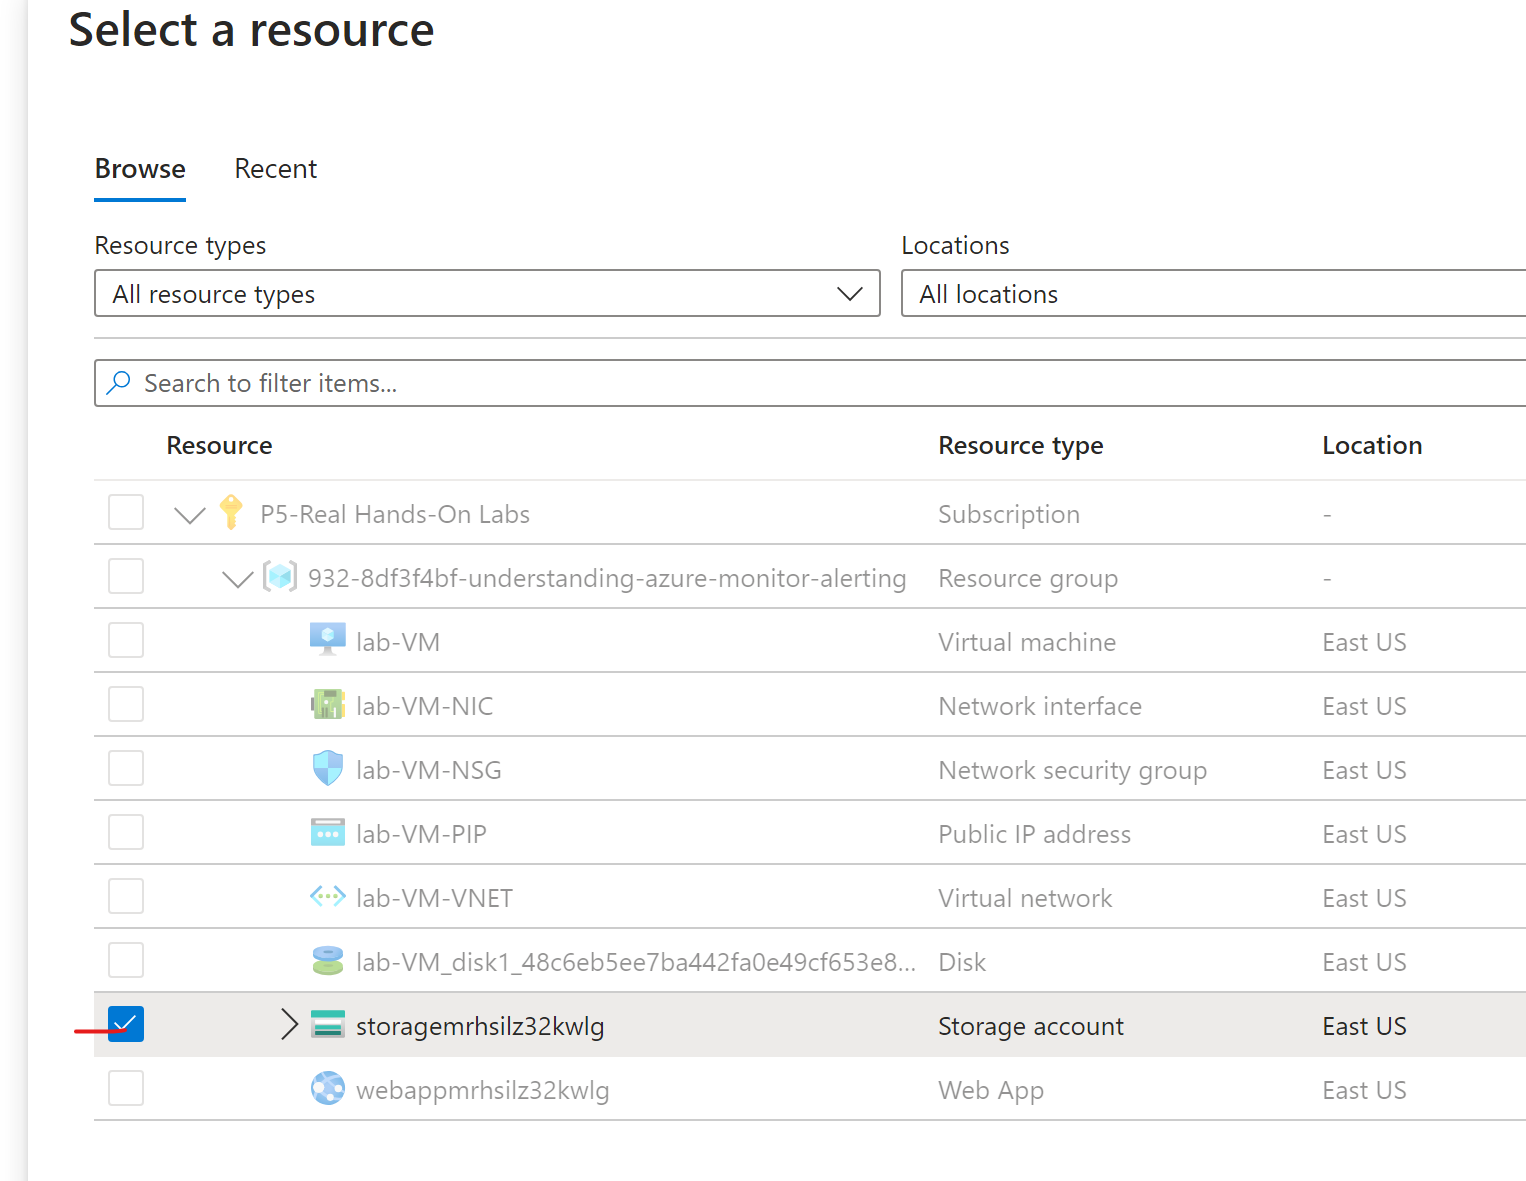 Select a resource
Browse Recent
Resource types Locations
All resource types All locations
Search to filter items...
Resource Resource type Location
P5-Real Hands-On Labs Subscription -
932-8df3f4bf-understanding-azure-monitor-alerting Resource group -
lab-VM Virtual machine East US
lab-VM-NIC Network interface East US
lab-VM-NSG Network security group East US
lab-VM-PIP Public IP address East US
lab-VM-VNET Virtual network East US
lab-VM_disk1_48c6eb5ee7ba442fa0e49cf653e8... Disk East US
storagemrhsilz32kwlg Storage account East US
webappmrhsilz32kwlg Web App East US